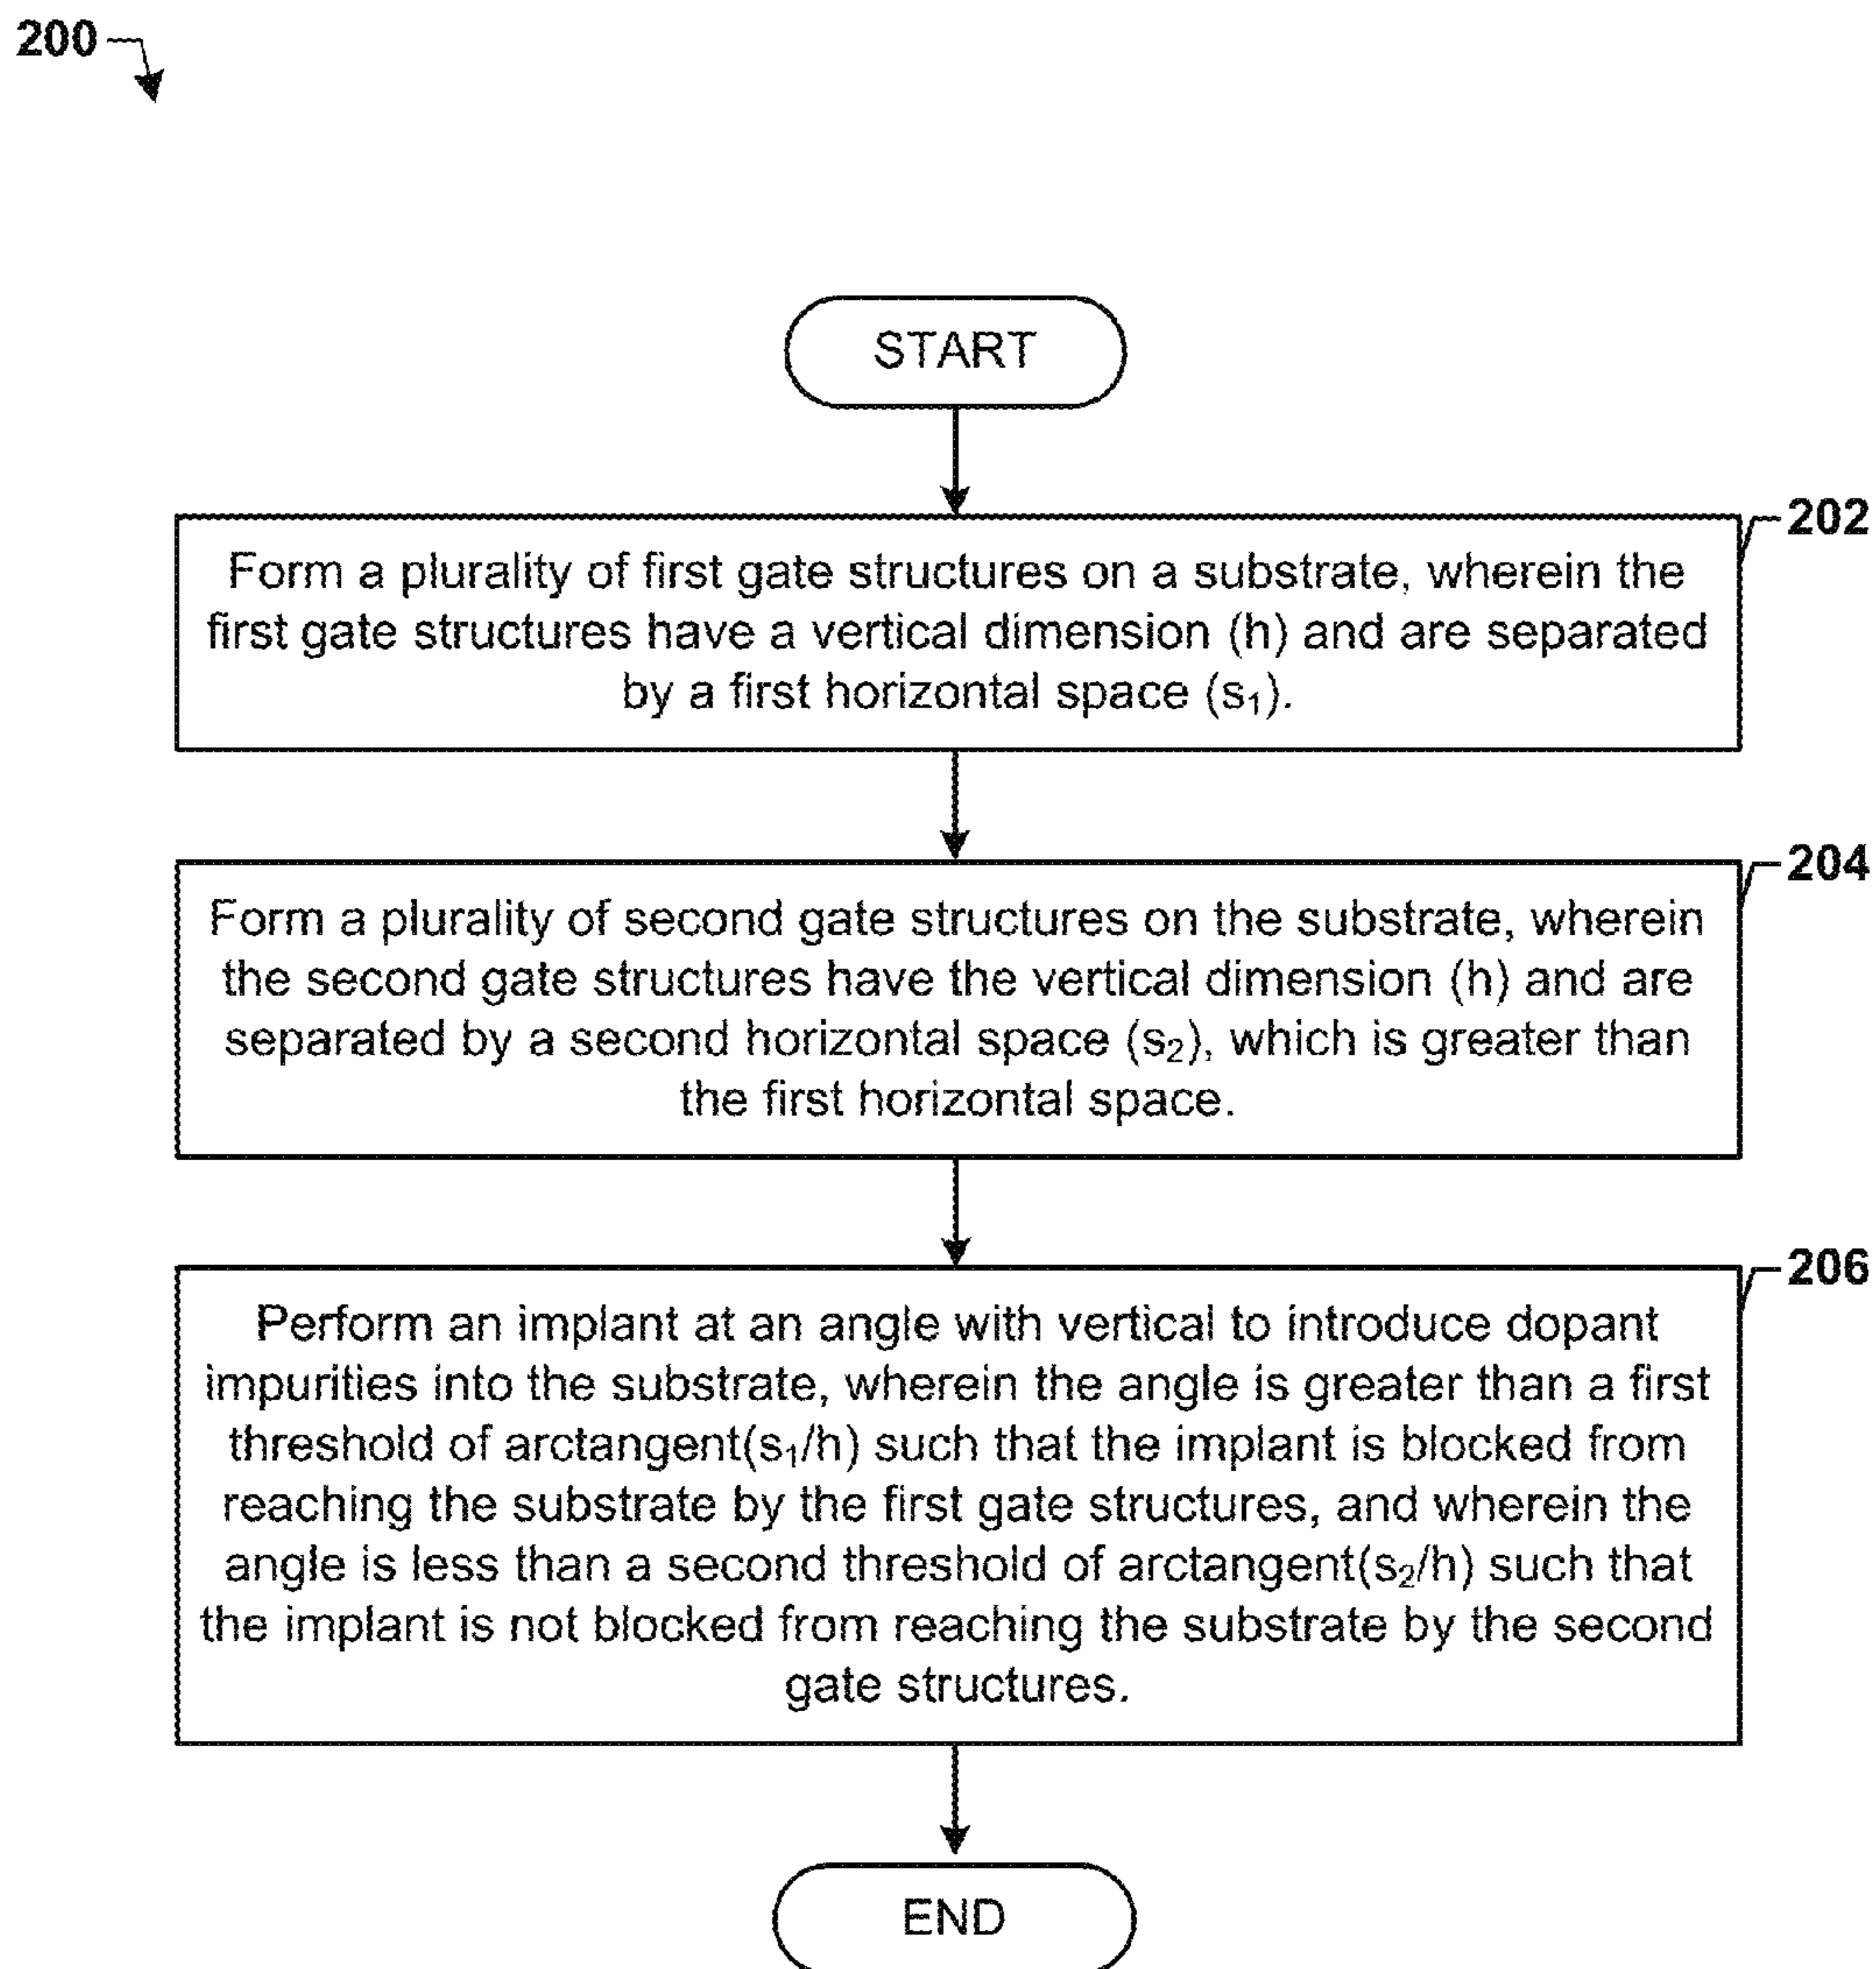 200
START
202
Form a plurality of first gate structures on a substrate, wherein the
first gate structures have a vertical dimension (h) and are separated
by a first horizontal space (s₁).
204
Form a plurality of second gate structures on the substrate, wherein
the second gate structures have the vertical dimension (h) and are
separated by a second horizontal space (s₂), which is greater than
the first horizontal space.
206
Perform an implant at an angle with vertical to introduce dopant
impurities into the substrate, wherein the angle is greater than a first
threshold of arctangent(s₁/h) such that the implant is blocked from
reaching the substrate by the first gate structures, and wherein the
angle is less than a second threshold of arctangent(s₂/h) such that
the implant is not blocked from reaching the substrate by the second
gate structures.
END